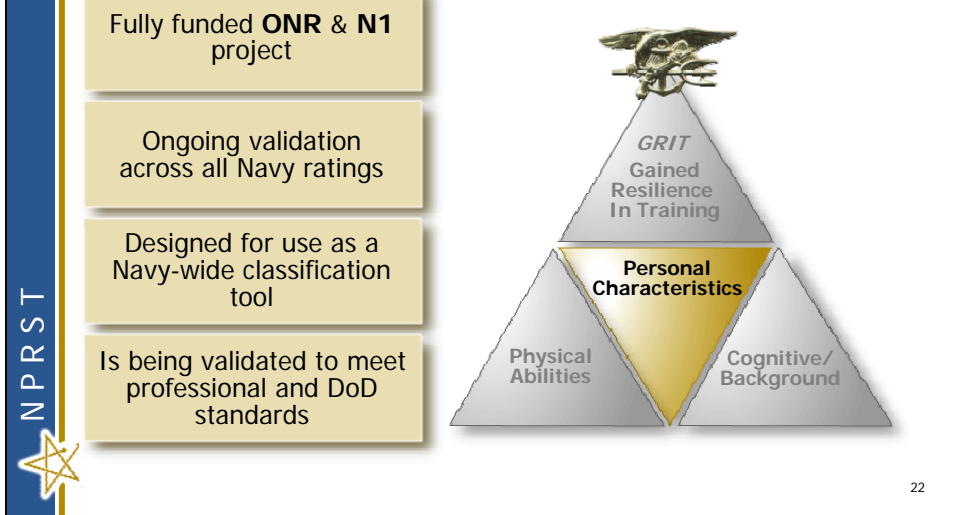 NPRST
Fully funded ONR & N1
project
Ongoing validation
across all Navy ratings
Designed for use as a
Navy-wide classification
tool
Is being validated to meet
professional and DoD
standards
GRIT
Gained
Resilience
In Training
Personal
Characteristics
Physical
Abilities
Cognitive/
Background
22